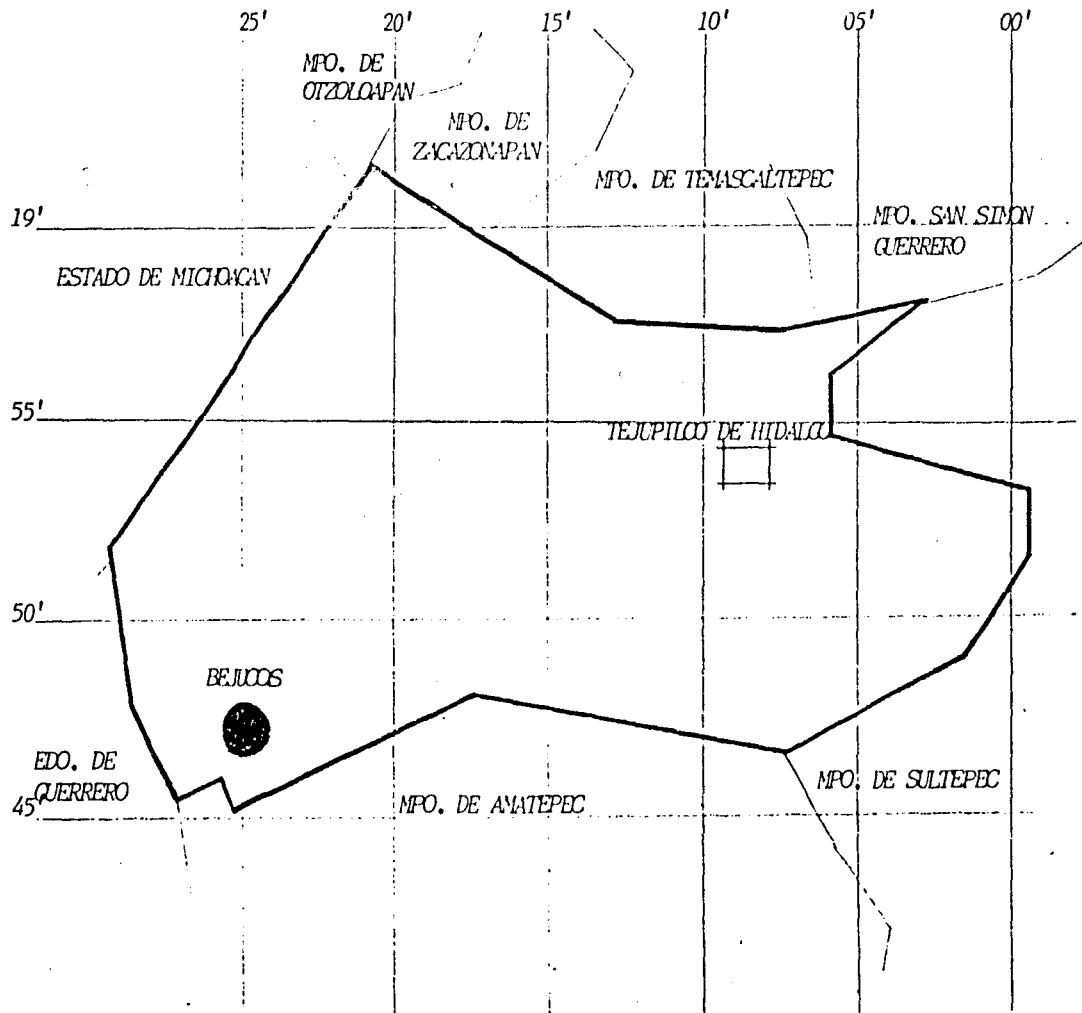 25' 20' 15' 10' 05' 00'
MPO. DE
OTZOLOAPAN
MPO. DE
ZACAZONAPAN
MPO. DE TEMASCALTEPEC
MPO. SAN SIMON
GUERRERO
19'
ESTADO DE MICHOACAN
55'
TEJUPILCO DE HIDALGO
50'
BEJUCOS
EDO. DE
GUERRERO
MPO. DE SULTEPEC
45'
MPO. DE AMATEPEC